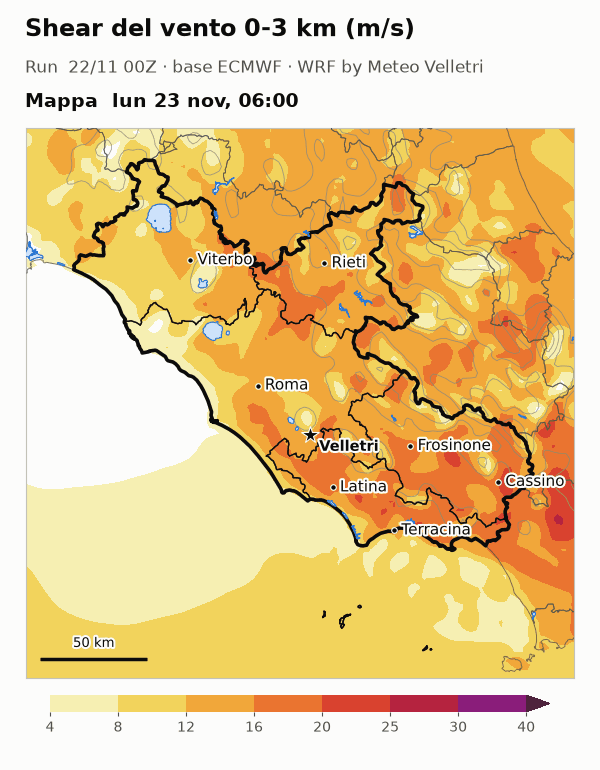 Shear del vento 0-3 km (m/s)
Run  22/11 00Z · base ECMWF · WRF by Meteo Velletri
Mappa  lun 23 nov, 06:00
Viterbo
Rieti
Roma
Velletri
Frosinone
Latina
Cassino
Terracina
50 km
4 8 12 16 20 25 30 40